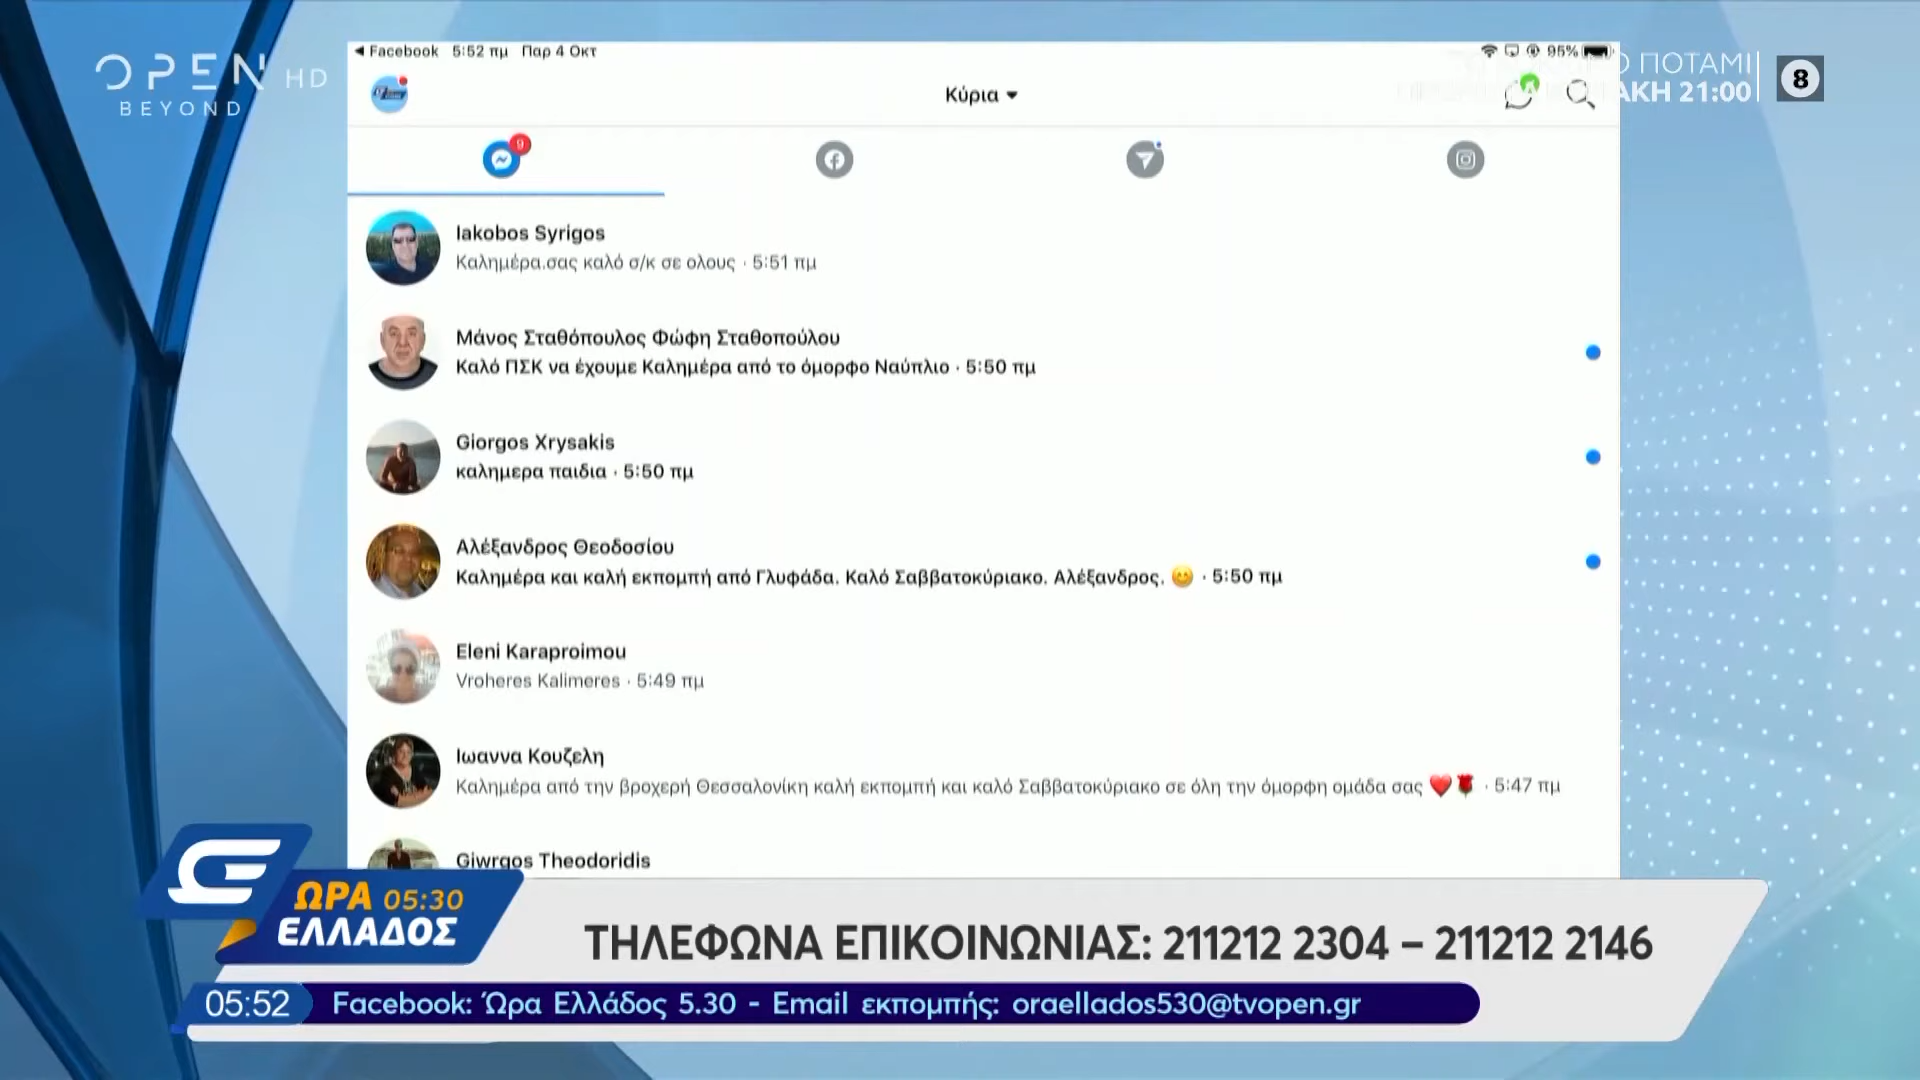 Facebook 5:52 πμ Παρ 4 Οκτ
95%
OPEN HD
BEYOND
ΠΟΤΑΜΙ
21:00
8
Κύρια
9
Iakobos Syrigos
Καλημέρα.σας καλό σ/κ σε ολους · 5:51 πμ
Μάνος Σταθόπουλος Φώφη Σταθοπούλου
Καλό ΠΣΚ να έχουμε Καλημέρα από το όμορφο Ναύπλιο · 5:50 πμ
Giorgos Xrysakis
καλημερα παιδια · 5:50 πμ
Αλέξανδρος Θεοδοσίου
Καλημέρα και καλή εκπομπή από Γλυφάδα. Καλό Σαββατοκύριακο. Αλέξανδρος. 😊 · 5:50 πμ
Eleni Karaproimou
Vroheres Kalimeres · 5:49 πμ
Ιωαννα Κουζελη
Καλημέρα από την βροχερή Θεσσαλονίκη καλή εκπομπή και καλό Σαββατοκύριακο σε όλη την όμορφη ομάδα σας ❤️🌹 · 5:47 πμ
Giwrgos Theodoridis
ΩΡΑ 05:30
ΕΛΛΑΔΟΣ
ΤΗΛΕΦΩΝΑ ΕΠΙΚΟΙΝΩΝΙΑΣ: 211212 2304 – 211212 2146
05:52
Facebook: Ώρα Ελλάδος 5.30 - Email εκπομπής: oraellados530@tvopen.gr